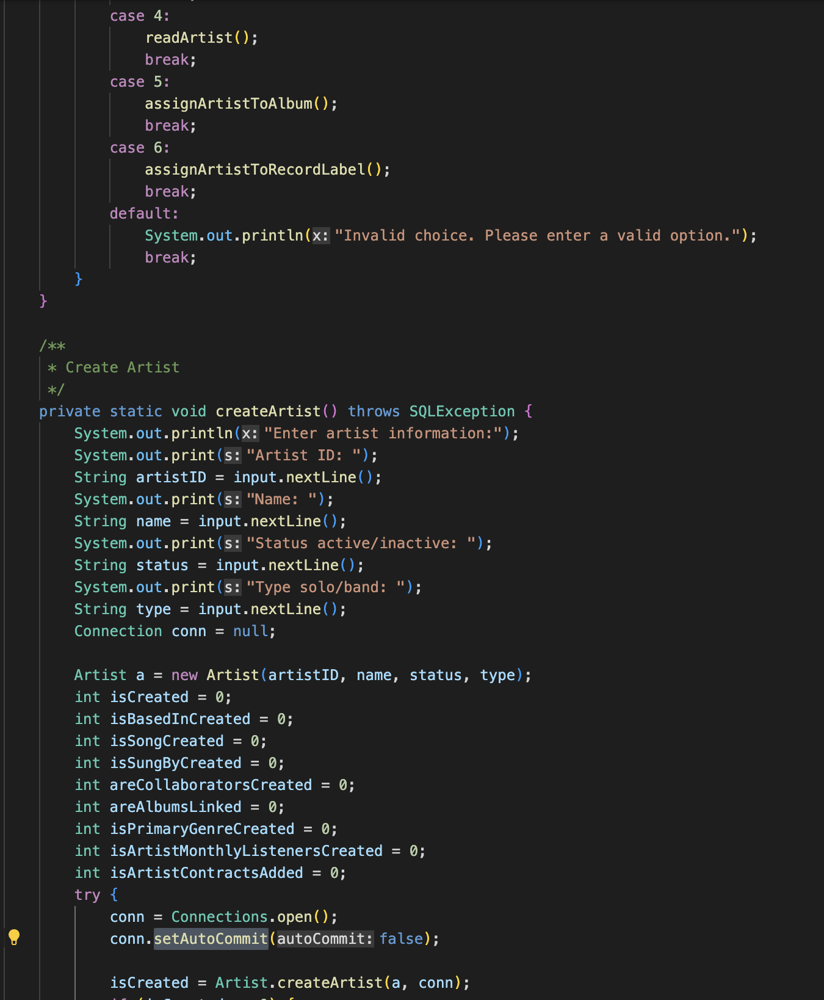 case 4:
readArtist();
break;
case 5:
assignArtistToAlbum();
break;
case 6:
assignArtistToRecordLabel();
break;
default:
System.out.println(x: "Invalid choice. Please enter a valid option.");
break;
}
}
/**
* Create Artist
*/
private static void createArtist() throws SQLException {
System.out.println(x: "Enter artist information:");
System.out.print(s: "Artist ID: ");
String artistID = input.nextLine();
System.out.print(s: "Name: ");
String name = input.nextLine();
System.out.print(s: "Status active/inactive: ");
String status = input.nextLine();
System.out.print(s: "Type solo/band: ");
String type = input.nextLine();
Connection conn = null;
Artist a = new Artist(artistID, name, status, type);
int isCreated = 0;
int isBasedInCreated = 0;
int isSongCreated = 0;
int isSungByCreated = 0;
int areCollaboratorsCreated = 0;
int areAlbumsLinked = 0;
int isPrimaryGenreCreated = 0;
int isArtistMonthlyListenersCreated = 0;
int isArtistContractsAdded = 0;
try {
conn = Connections.open();
conn.setAutoCommit(autoCommit: false);
isCreated = Artist.createArtist(a, conn);